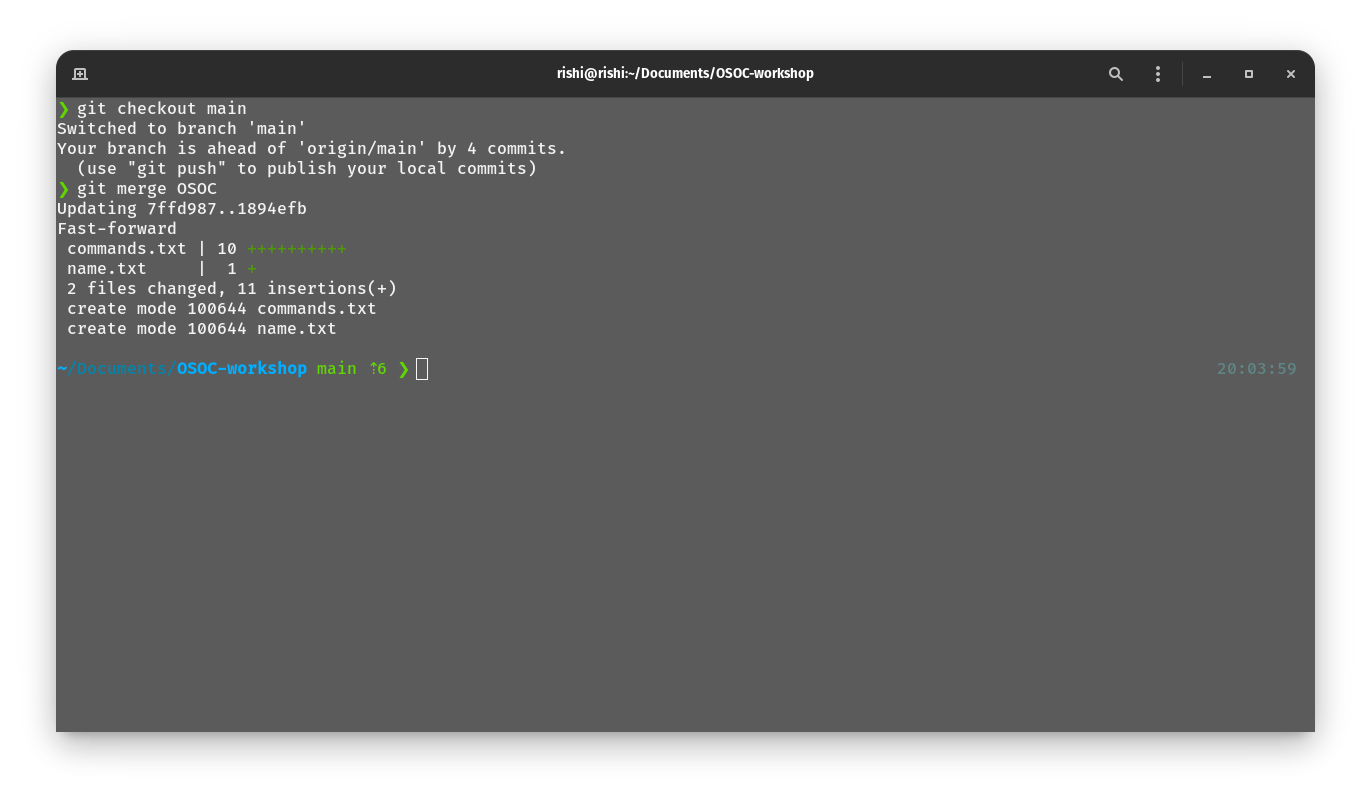 rishi@rishi:~/Documents/OSOC-workshop
❯ git checkout main
Switched to branch 'main'
Your branch is ahead of 'origin/main' by 4 commits.
  (use "git push" to publish your local commits)
❯ git merge OSOC
Updating 7ffd987..1894efb
Fast-forward
 commands.txt | 10 ++++++++++
 name.txt     |  1 +
 2 files changed, 11 insertions(+)
 create mode 100644 commands.txt
 create mode 100644 name.txt
~/Documents/OSOC-workshop main ⇡6 ❯ 20:03:59